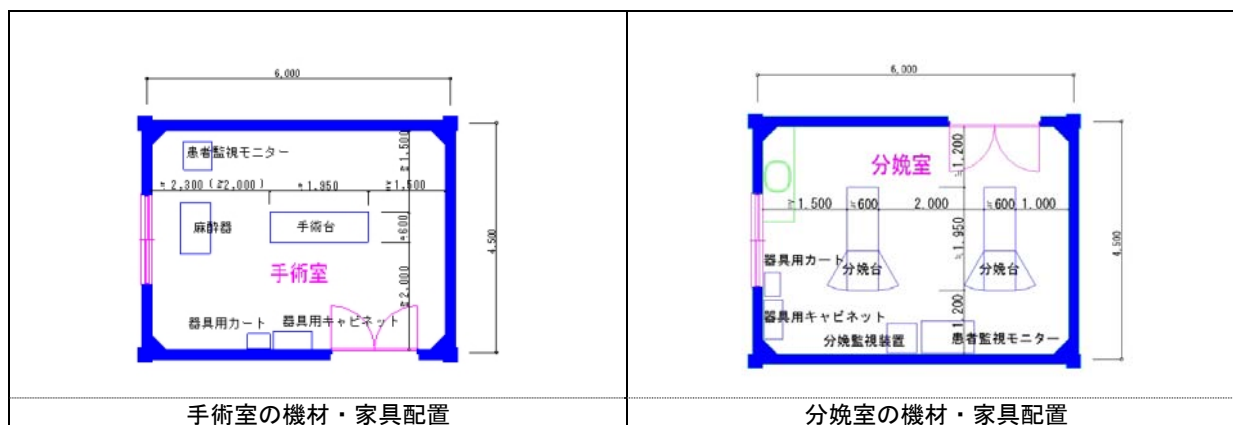 6,000
患者監視モニター
≒1,500
≒2,300 (≧2,000)
≒1,950
≧1,500
麻酔器
手術台
≒600
4,500
手術室
≒2,000
器具用カート
器具用キャビネット
手術室の機材・家具配置
6,000
分娩室
≒1,200
≒1,500
≒600
2,000
≒600
1,000
≒1,950
4,500
器具用カート
分娩台
分娩台
器具用キャビネット
≒1,200
分娩監視装置
患者監視モニター
分娩室の機材・家具配置